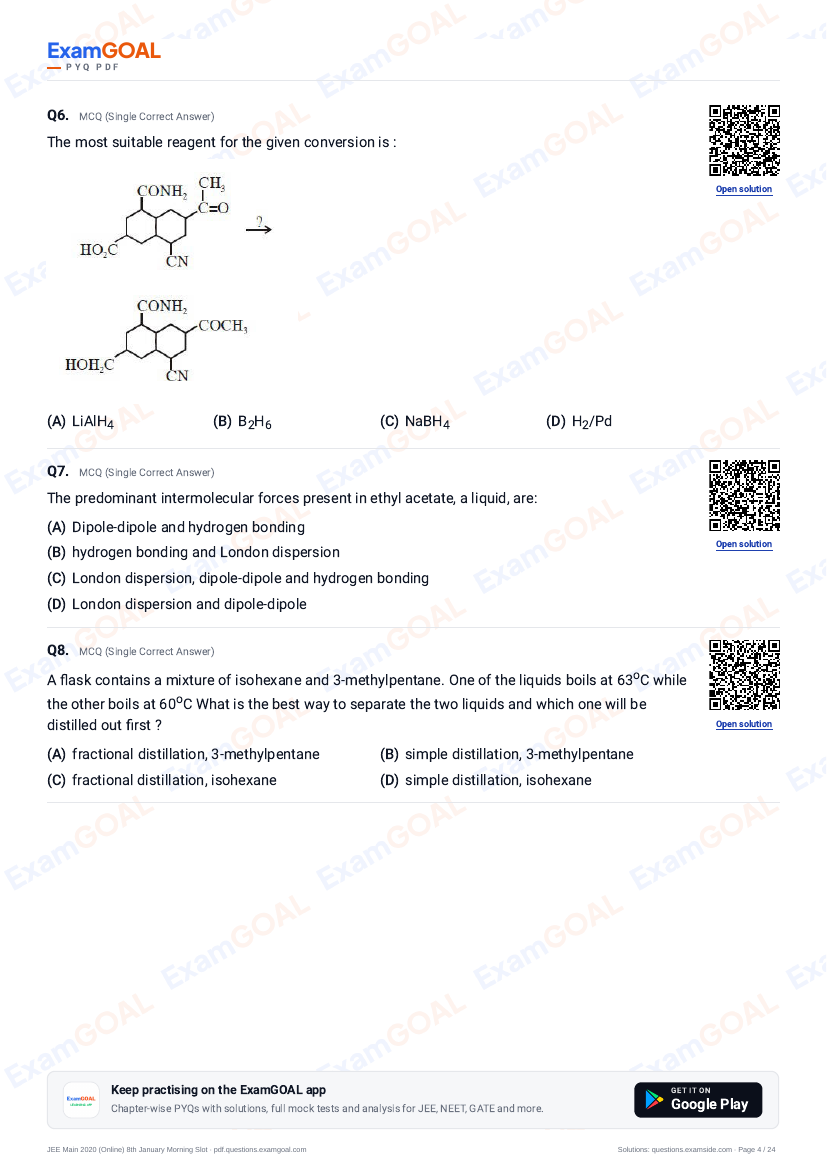 ExamGOAL
PYQ PDF
Q6. MCQ (Single Correct Answer)
The most suitable reagent for the given conversion is :
Open solution
CONH₂
CH₃
C=O
?
HO₂C
CN
CONH₂
COCH₃
HOH₂C
CN
(A) LiAlH₄ (B) B₂H₆ (C) NaBH₄ (D) H₂/Pd
Q7. MCQ (Single Correct Answer)
The predominant intermolecular forces present in ethyl acetate, a liquid, are:
(A) Dipole-dipole and hydrogen bonding
Open solution
(B) hydrogen bonding and London dispersion
(C) London dispersion, dipole-dipole and hydrogen bonding
(D) London dispersion and dipole-dipole
Q8. MCQ (Single Correct Answer)
A flask contains a mixture of isohexane and 3-methylpentane. One of the liquids boils at 63ᵒC while
the other boils at 60ᵒC What is the best way to separate the two liquids and which one will be
distilled out first ?
Open solution
(A) fractional distillation, 3-methylpentane (B) simple distillation, 3-methylpentane
(C) fractional distillation, isohexane (D) simple distillation, isohexane
ExamGOAL
Keep practising on the ExamGOAL app
Chapter-wise PYQs with solutions, full mock tests and analysis for JEE, NEET, GATE and more.
GET IT ON
Google Play
JEE Main 2020 (Online) 8th January Morning Slot · pdf.questions.examgoal.com
Solutions: questions.examside.com · Page 4 / 24